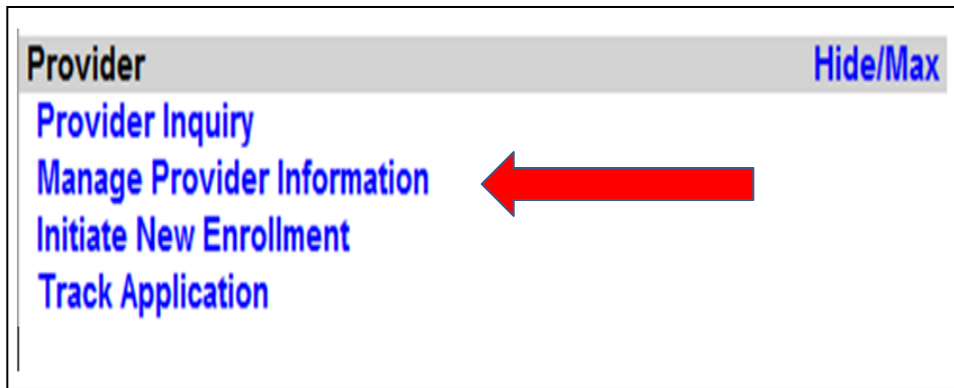 Provider Hide/Max
Provider Inquiry
Manage Provider Information
Initiate New Enrollment
Track Application